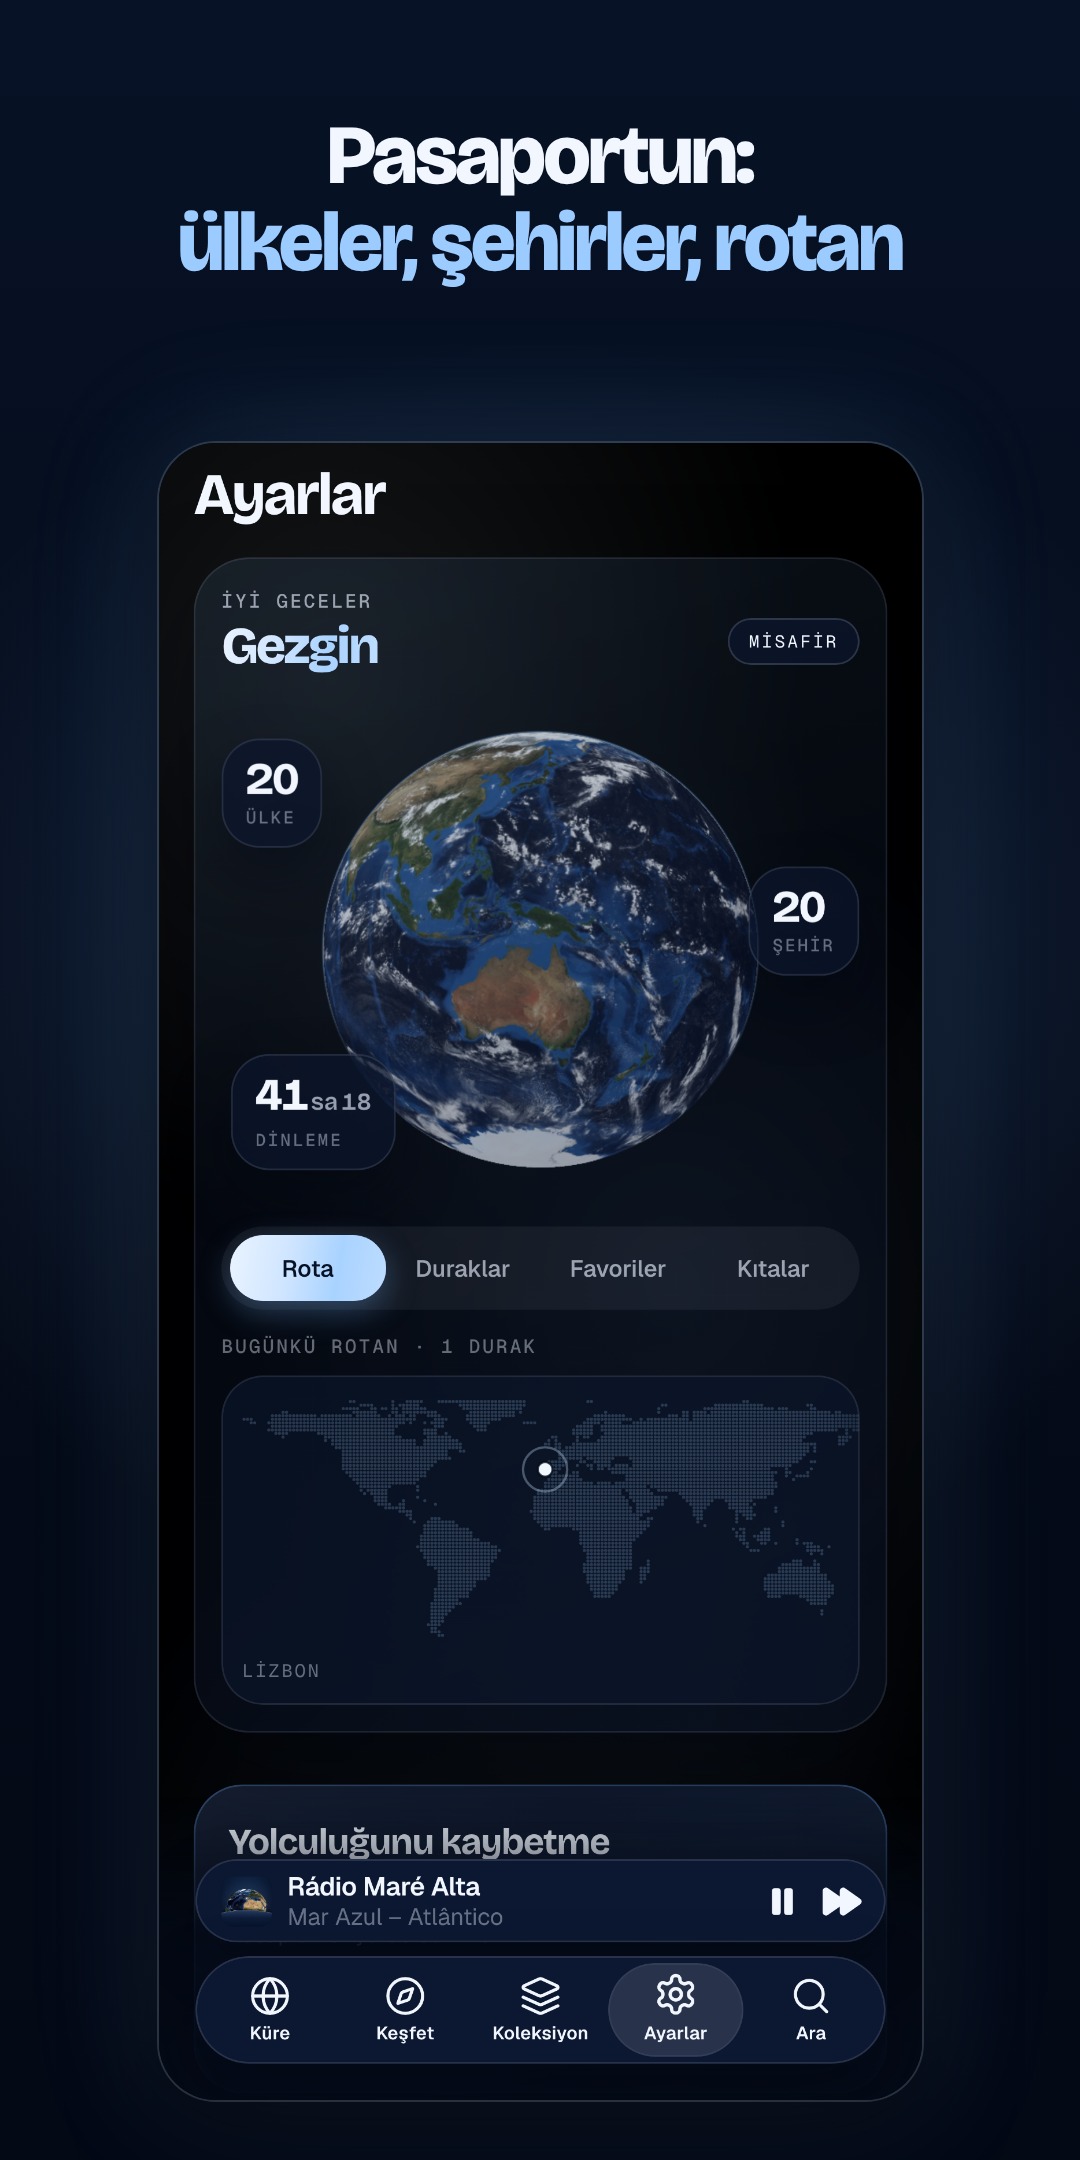 Pasaportun:
ülkeler, şehirler, rotan
Ayarlar
İYİ GECELER
Gezgin
MİSAFİR
20
ÜLKE
20
ŞEHİR
41sa18
DİNLEME
Rota
Duraklar
Favoriler
Kıtalar
BUGÜNKÜ ROTAN · 1 DURAK
LİZBON
Yolculuğunu kaybetme
Rádio Maré Alta
Mar Azul – Atlântico
Küre
Keşfet
Koleksiyon
Ayarlar
Ara